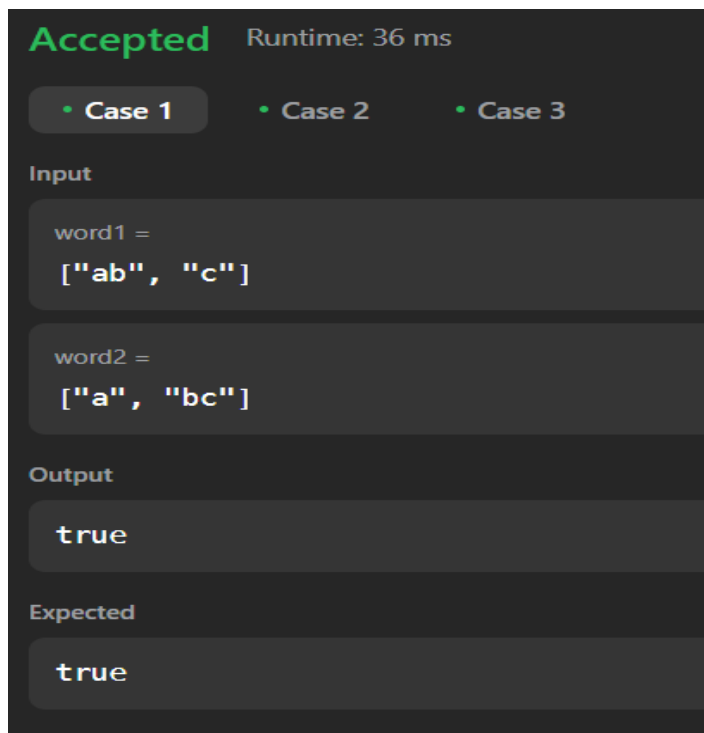 Accepted Runtime: 36 ms
• Case 1 • Case 2 • Case 3
Input
word1 =
["ab", "c"]
word2 =
["a", "bc"]
Output
true
Expected
true